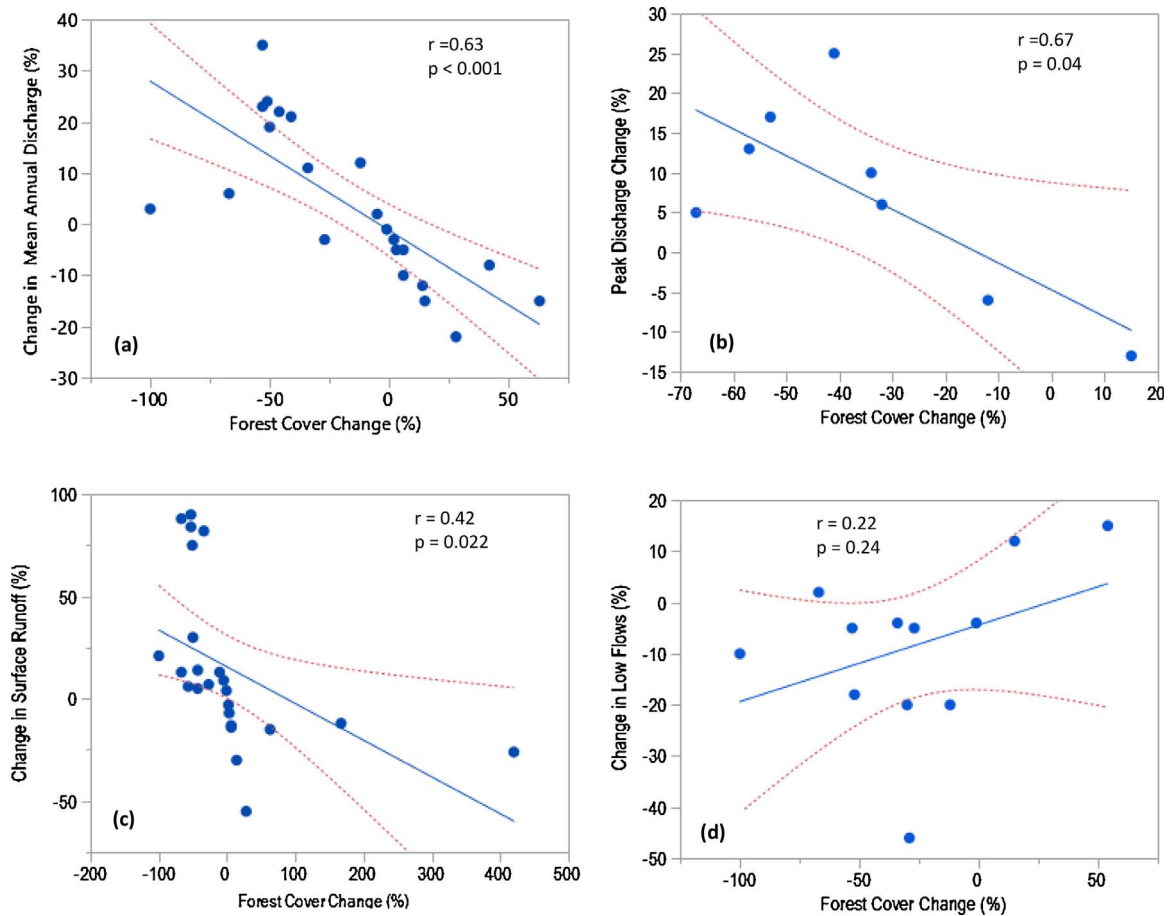 40
30
20
10
0
-10
-20
-30
Change in Mean Annual Discharge (%)
r =0.63
p < 0.001
(a)
-100
-50
0
50
Forest Cover Change (%)
30
25
20
15
10
5
0
-5
-10
-15
Peak Discharge Change (%)
r =0.67
p = 0.04
(b)
-70
-60
-50
-40
-30
-20
-10
0
10
20
Forest Cover Change (%)
100
50
0
-50
Change in Surface Runoff (%)
r = 0.42
p = 0.022
(c)
-200
-100
0
100
200
300
400
500
Forest Cover Change (%)
20
10
0
-10
-20
-30
-40
-50
Change in Low Flows (%)
r = 0.22
p = 0.24
(d)
-100
-50
0
50
Forest Cover Change (%)